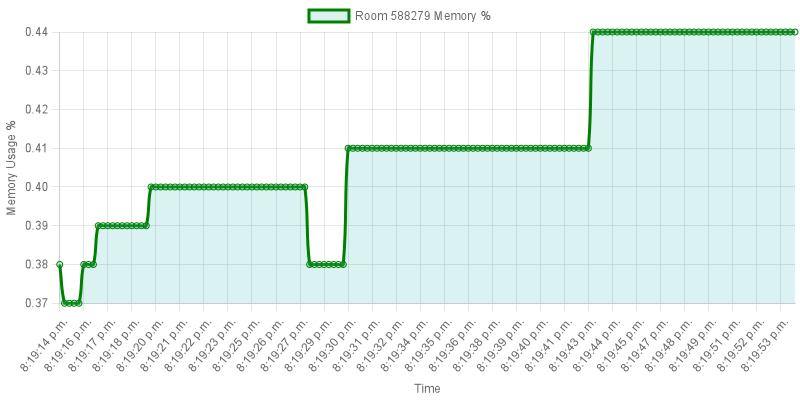 Room 588279 Memory %
0.44
0.43
0.42
0.41
0.40
0.39
0.38
0.37
Memory Usage %
8:19:14 p.m.
8:19:16 p.m.
8:19:17 p.m.
8:19:18 p.m.
8:19:20 p.m.
8:19:21 p.m.
8:19:22 p.m.
8:19:23 p.m.
8:19:25 p.m.
8:19:26 p.m.
8:19:27 p.m.
8:19:29 p.m.
8:19:30 p.m.
8:19:31 p.m.
8:19:32 p.m.
8:19:34 p.m.
8:19:35 p.m.
8:19:36 p.m.
8:19:38 p.m.
8:19:39 p.m.
8:19:40 p.m.
8:19:41 p.m.
8:19:43 p.m.
8:19:44 p.m.
8:19:45 p.m.
8:19:47 p.m.
8:19:48 p.m.
8:19:49 p.m.
8:19:51 p.m.
8:19:52 p.m.
8:19:53 p.m.
Time